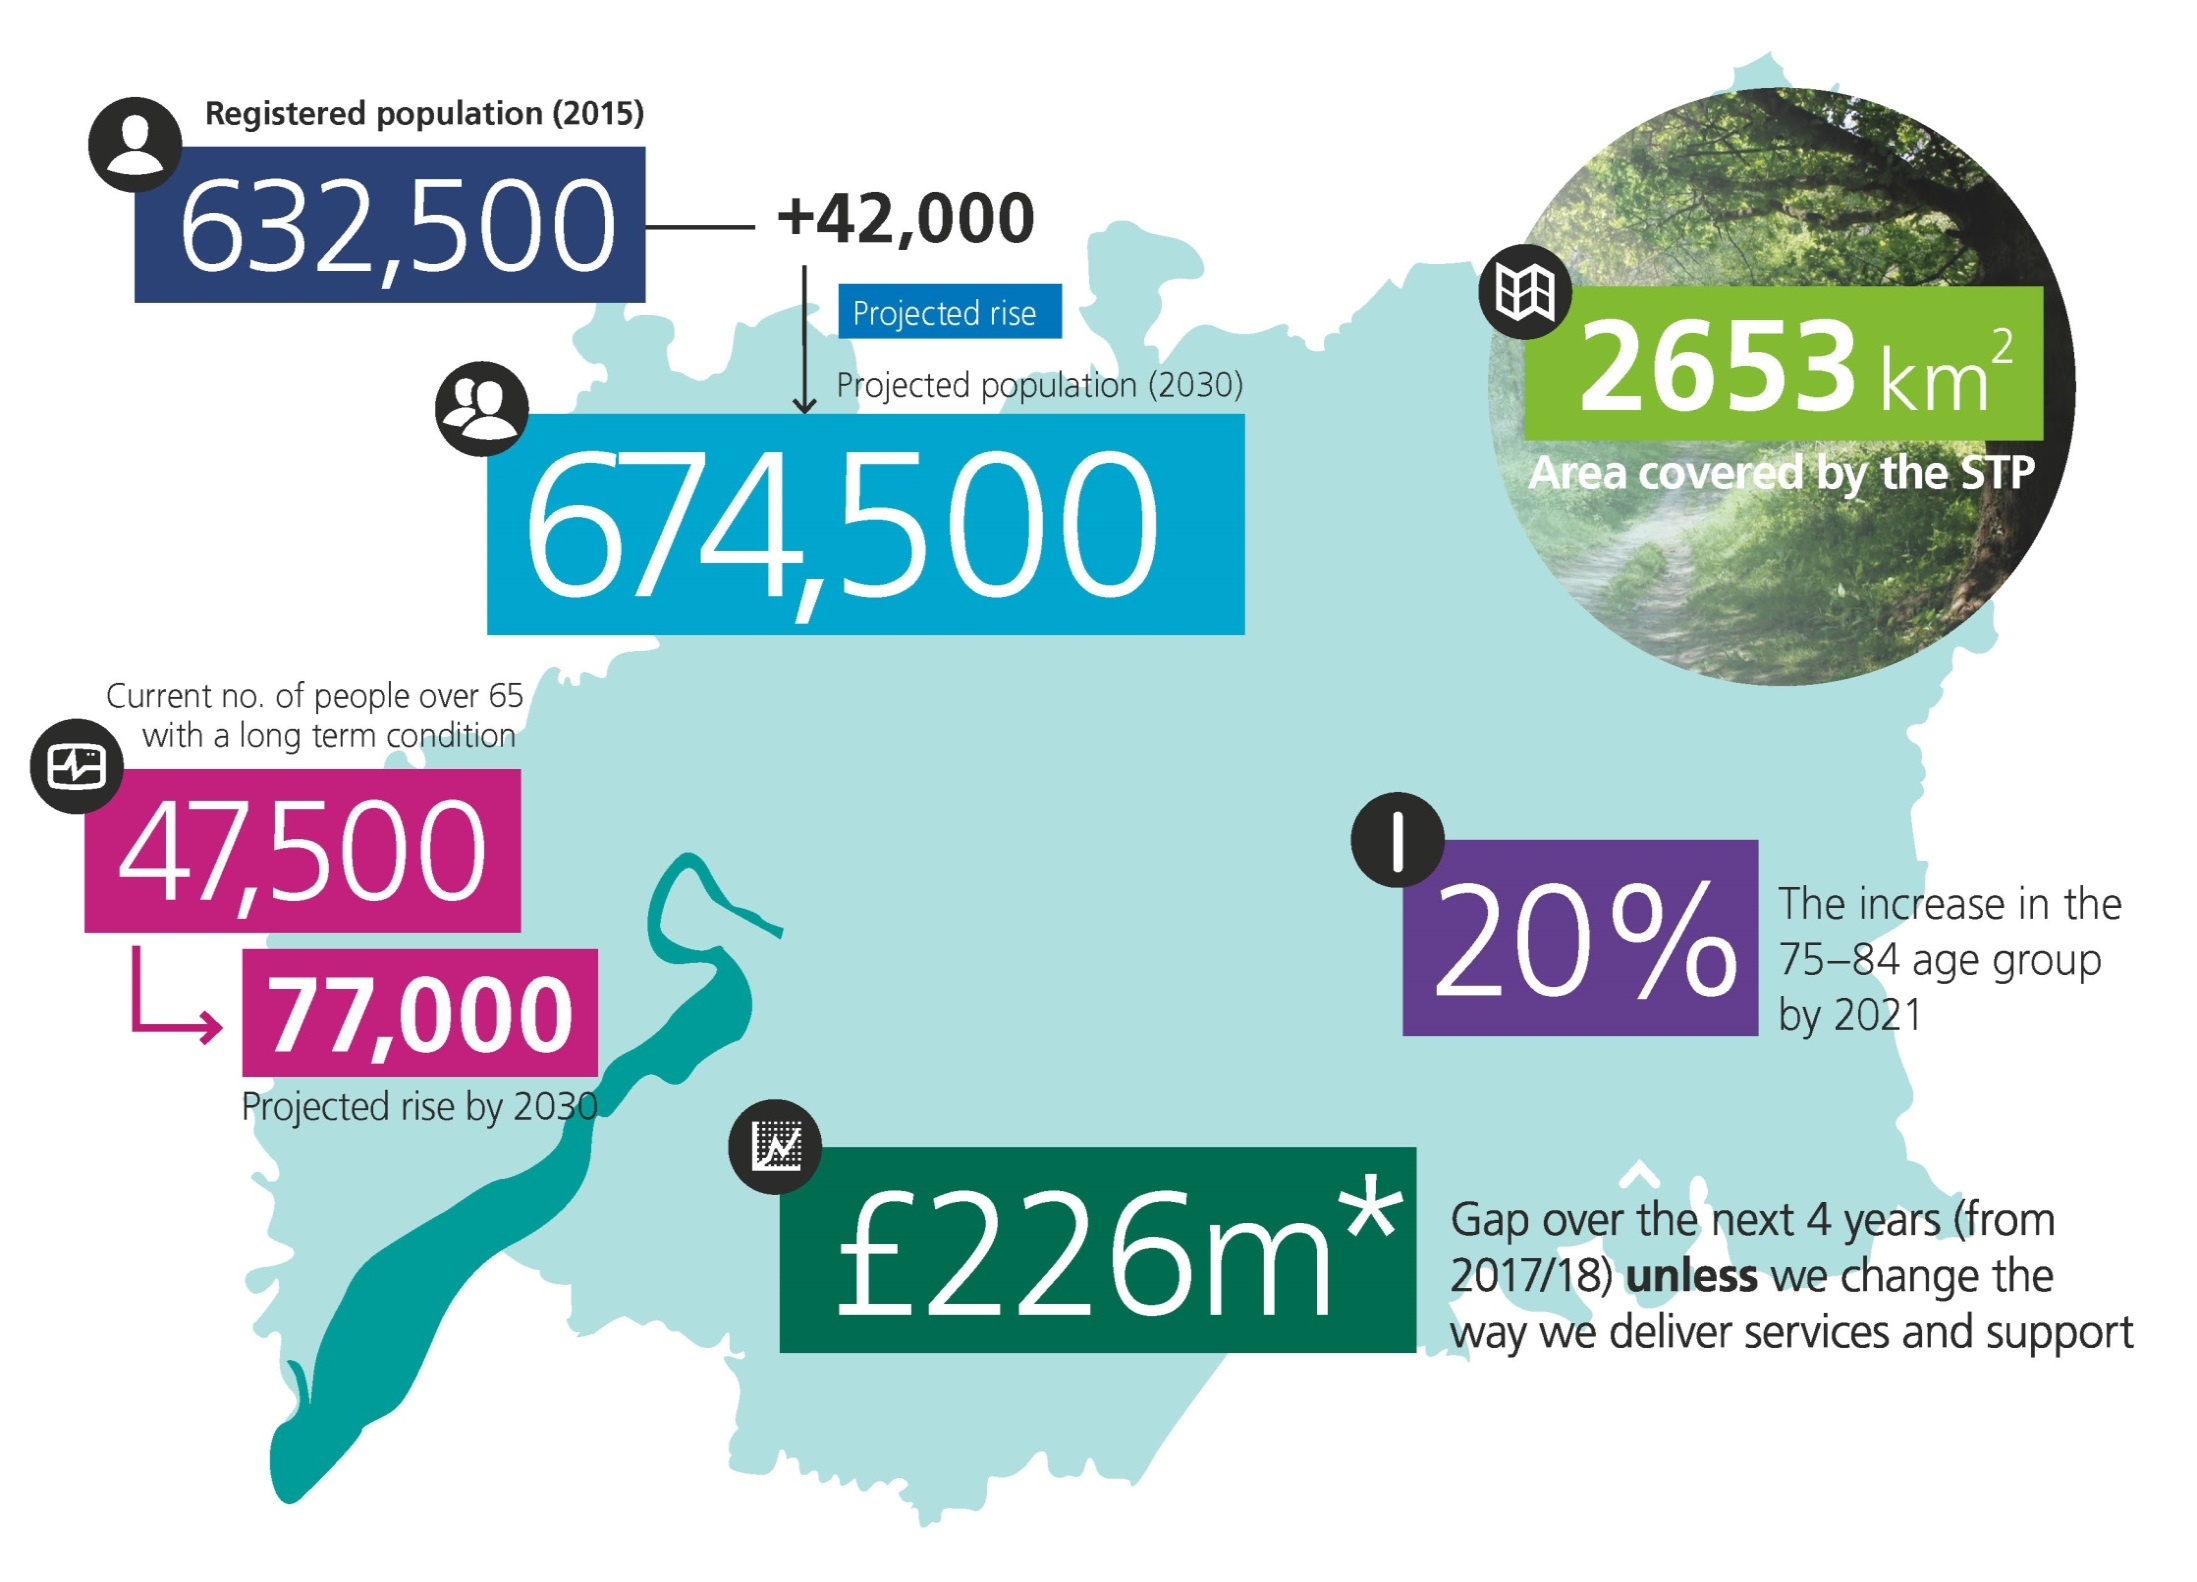 Registered population (2015)
632,500
+42,000
Projected rise
Projected population (2030)
674,500
2653 km²
Area covered by the STP
Current no. of people over 65
with a long term condition
47,500
77,000
Projected rise by 2030
20%
The increase in the
75–84 age group
by 2021
£226m*
Gap over the next 4 years (from
2017/18) unless we change the
way we deliver services and support